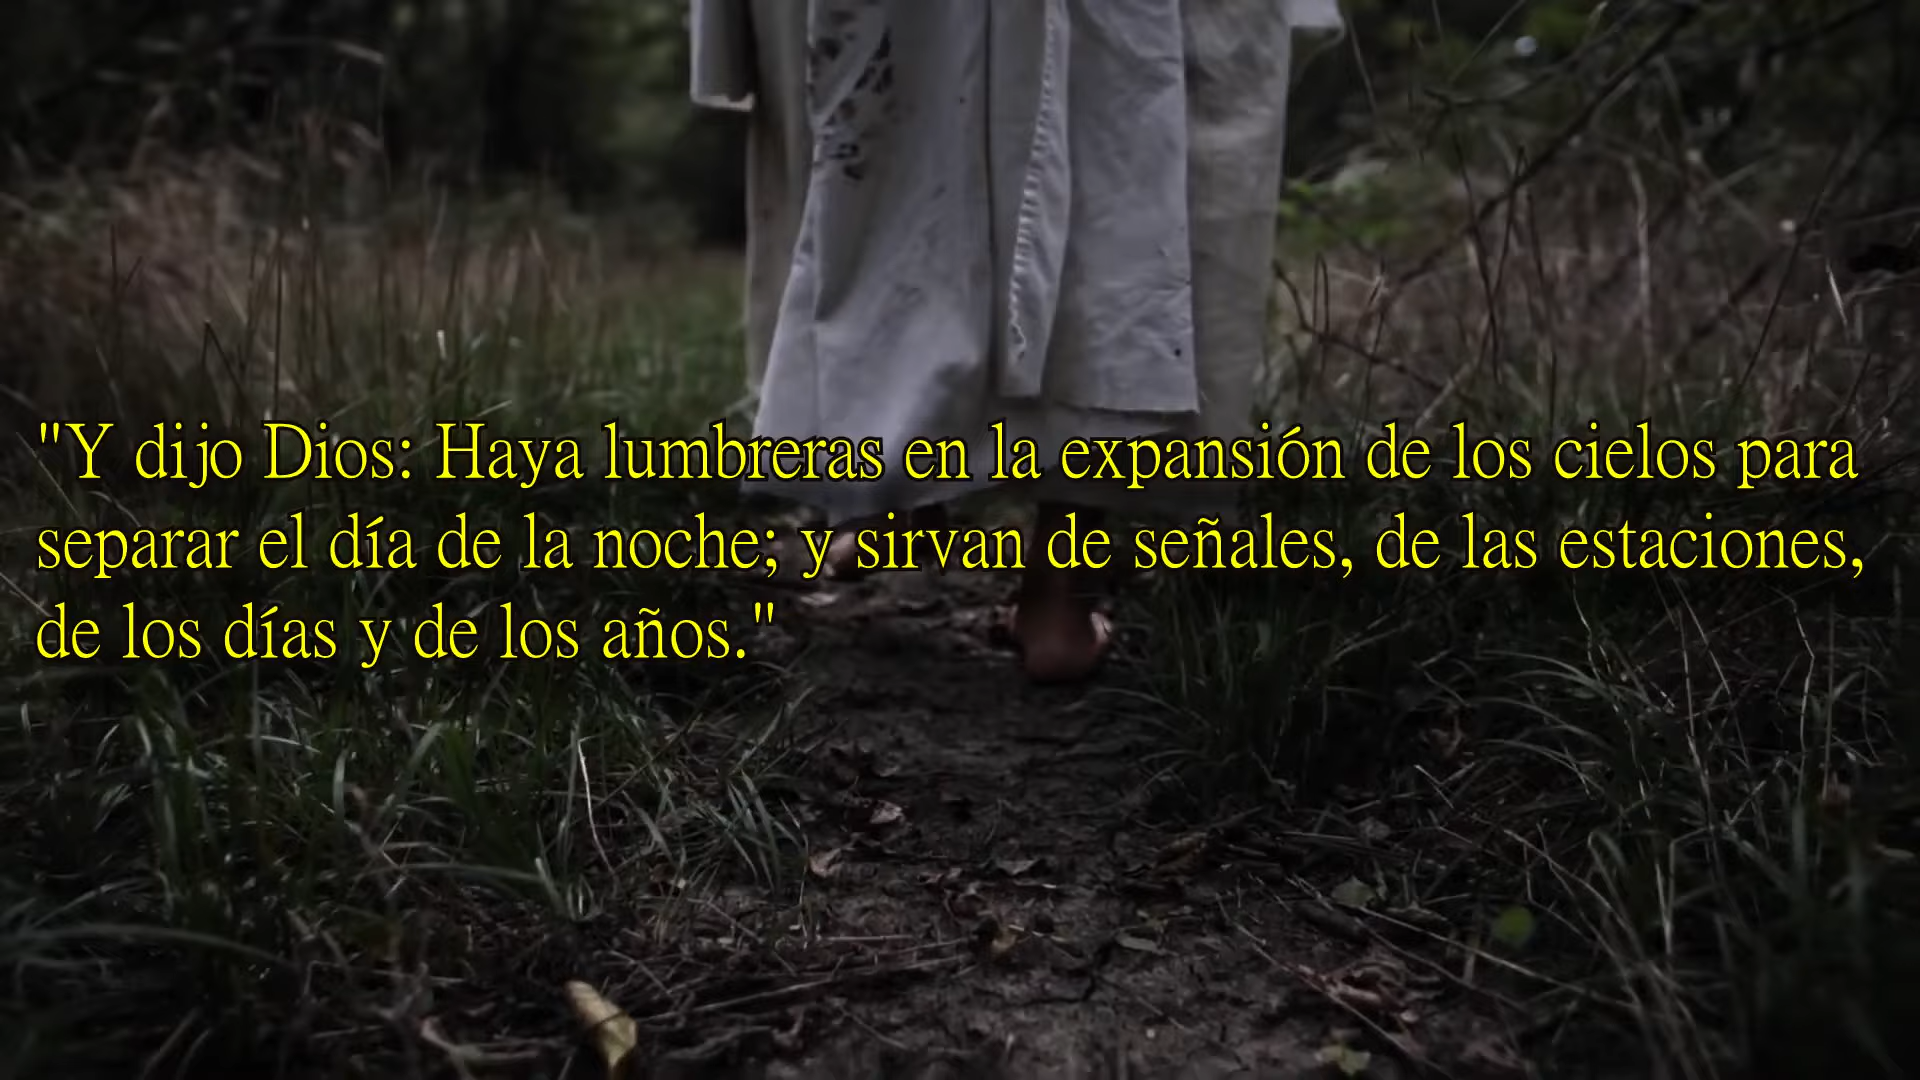 "Y dijo Dios: Haya lumbreras en la expansión de los cielos para
separar el día de la noche; y sirvan de señales, de las estaciones,
de los días y de los años."